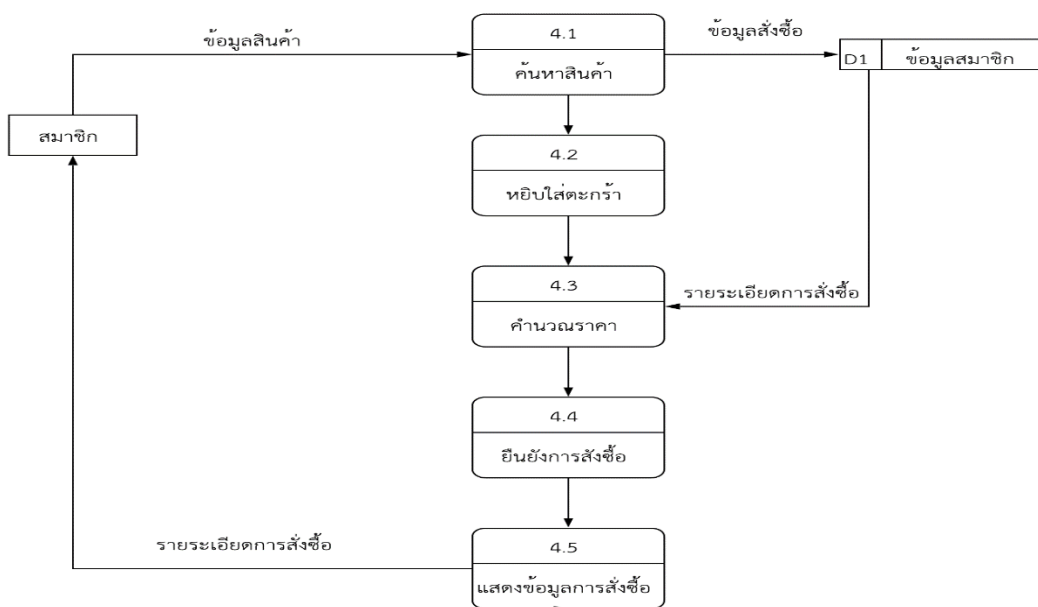 ข้อมูลสินค้า
4.1
ค้นหาสินค้า
ข้อมูลสั่งซื้อ
D1 ข้อมูลสมาชิก
สมาชิก
4.2
หยิบใส่ตะกร้า
4.3
คำนวณราคา
รายระเอียดการสั่งซื้อ
4.4
ยืนยังการสังซื้อ
รายระเอียดการสั่งซื้อ
4.5
แสดงข้อมูลการสั่งซื้อ